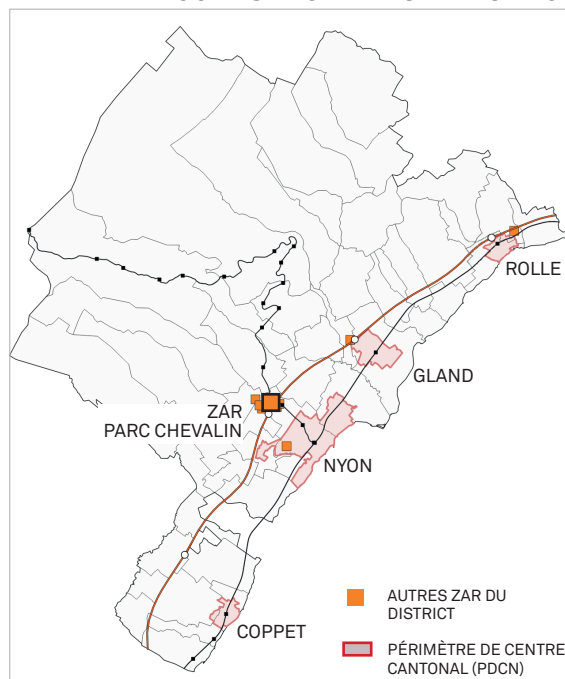 ROLLE
GLAND
ZAR
PARC CHEVALIN
NYON
COPPET
AUTRES ZAR DU
DISTRICT
PÉRIMÈTRE DE CENTRE
CANTONAL (PDCN)